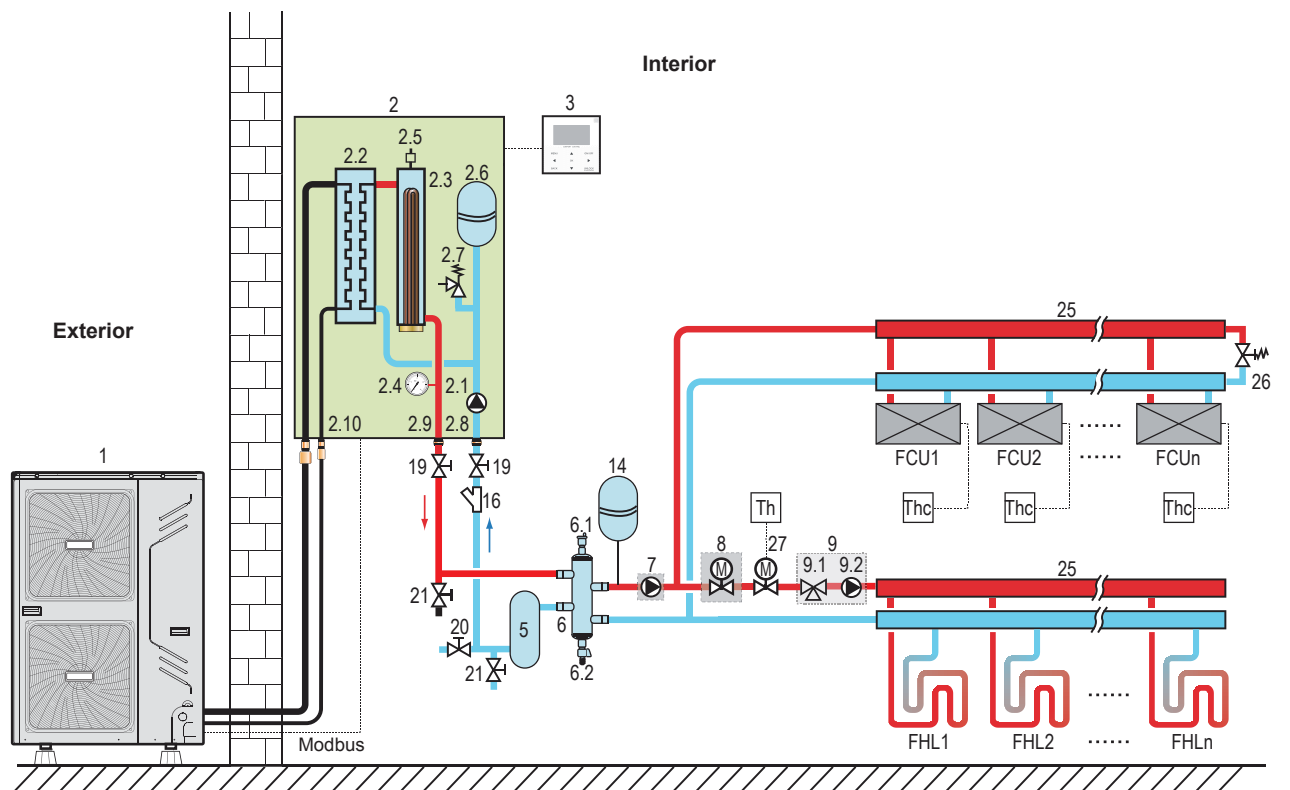 Interior
Exterior
1
2
3
2.5
2.2
2.3
2.6
2.7
2.4
2.1
2.10
2.9
2.8
19
19
16
21
20
21
5
6
6.1
6.2
14
7
8
M
Th
27
M
9
9.1
9.2
25
26
FCU1
FCU2
......
......
FCUn
Thc
Thc
Thc
25
FHL1
FHL2
......
......
FHLn
Modbus